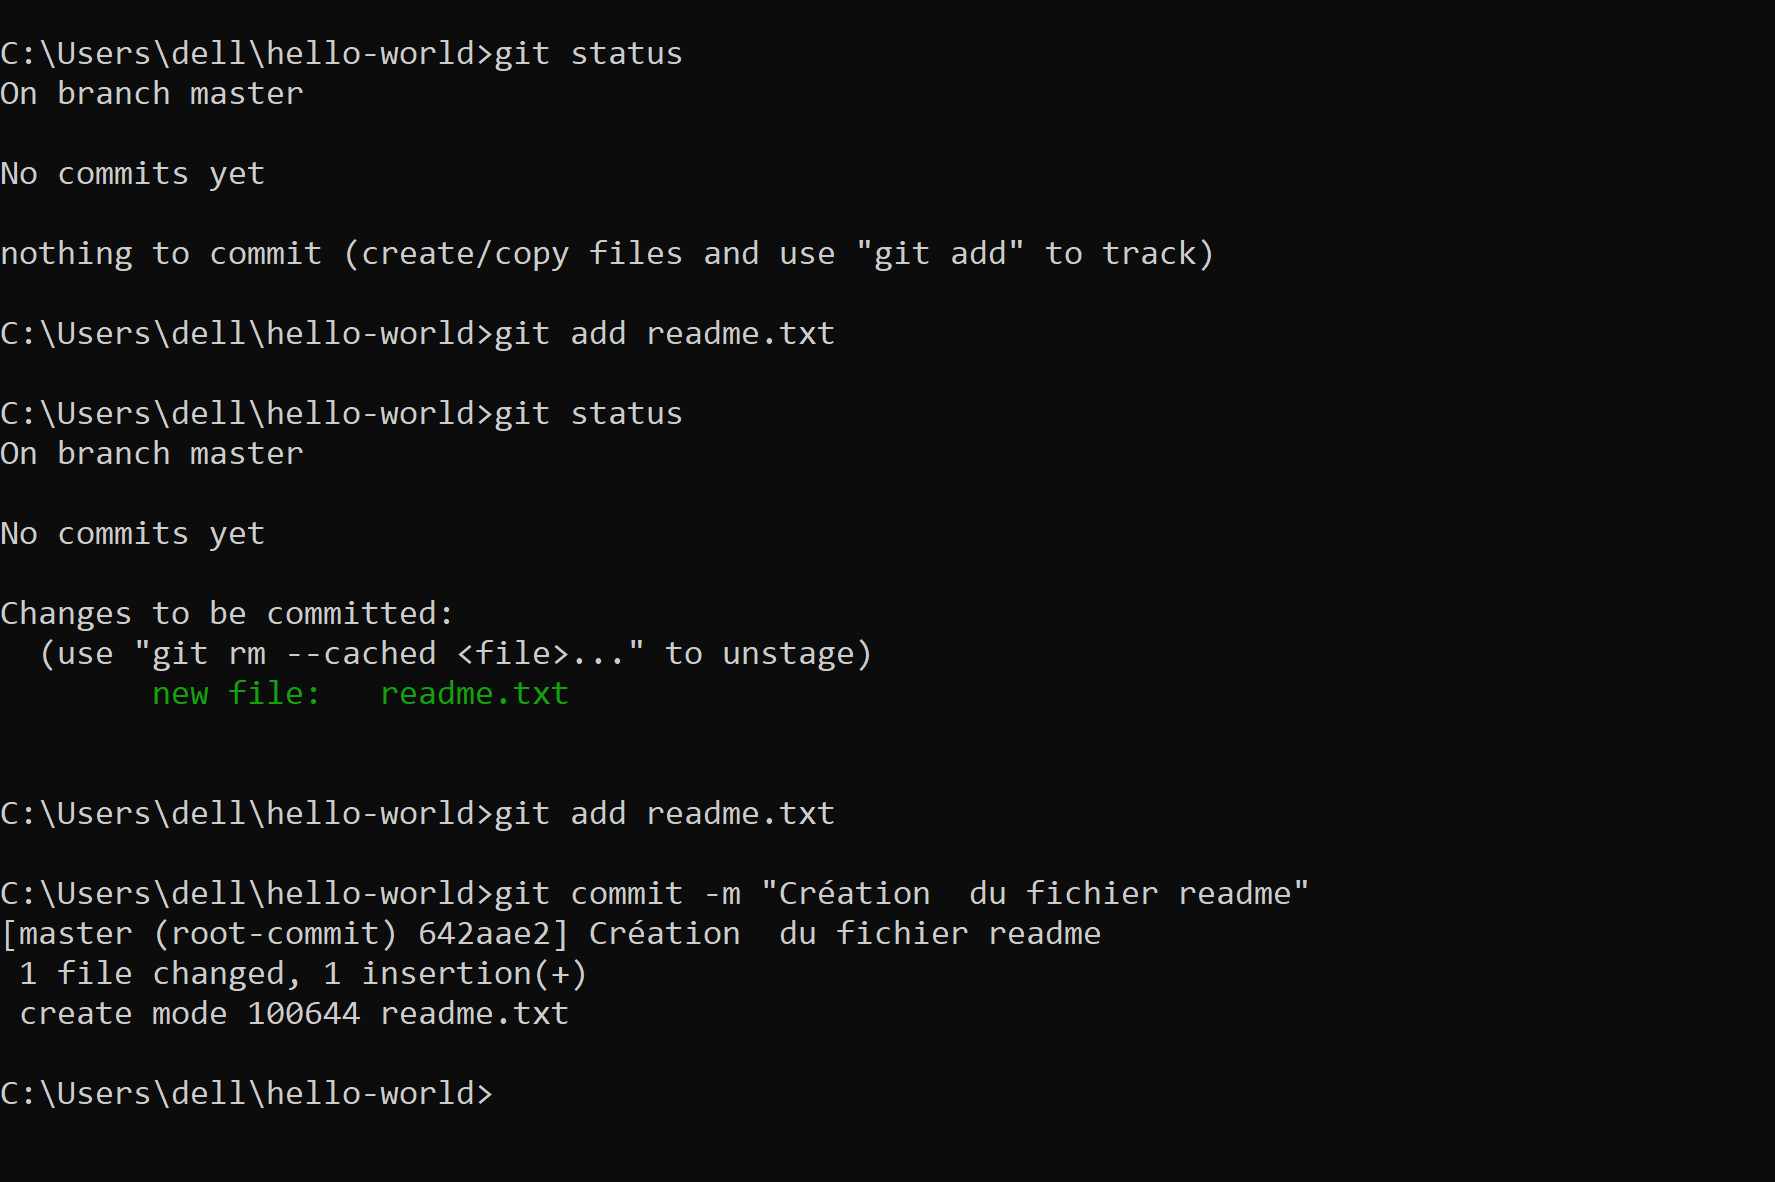 C:\Users\dell\hello-world>git status
On branch master
No commits yet
nothing to commit (create/copy files and use "git add" to track)
C:\Users\dell\hello-world>git add readme.txt
C:\Users\dell\hello-world>git status
On branch master
No commits yet
Changes to be committed:
  (use "git rm --cached <file>..." to unstage)
        new file:   readme.txt
C:\Users\dell\hello-world>git add readme.txt
C:\Users\dell\hello-world>git commit -m "Création  du fichier readme"
[master (root-commit) 642aae2] Création  du fichier readme
 1 file changed, 1 insertion(+)
 create mode 100644 readme.txt
C:\Users\dell\hello-world>